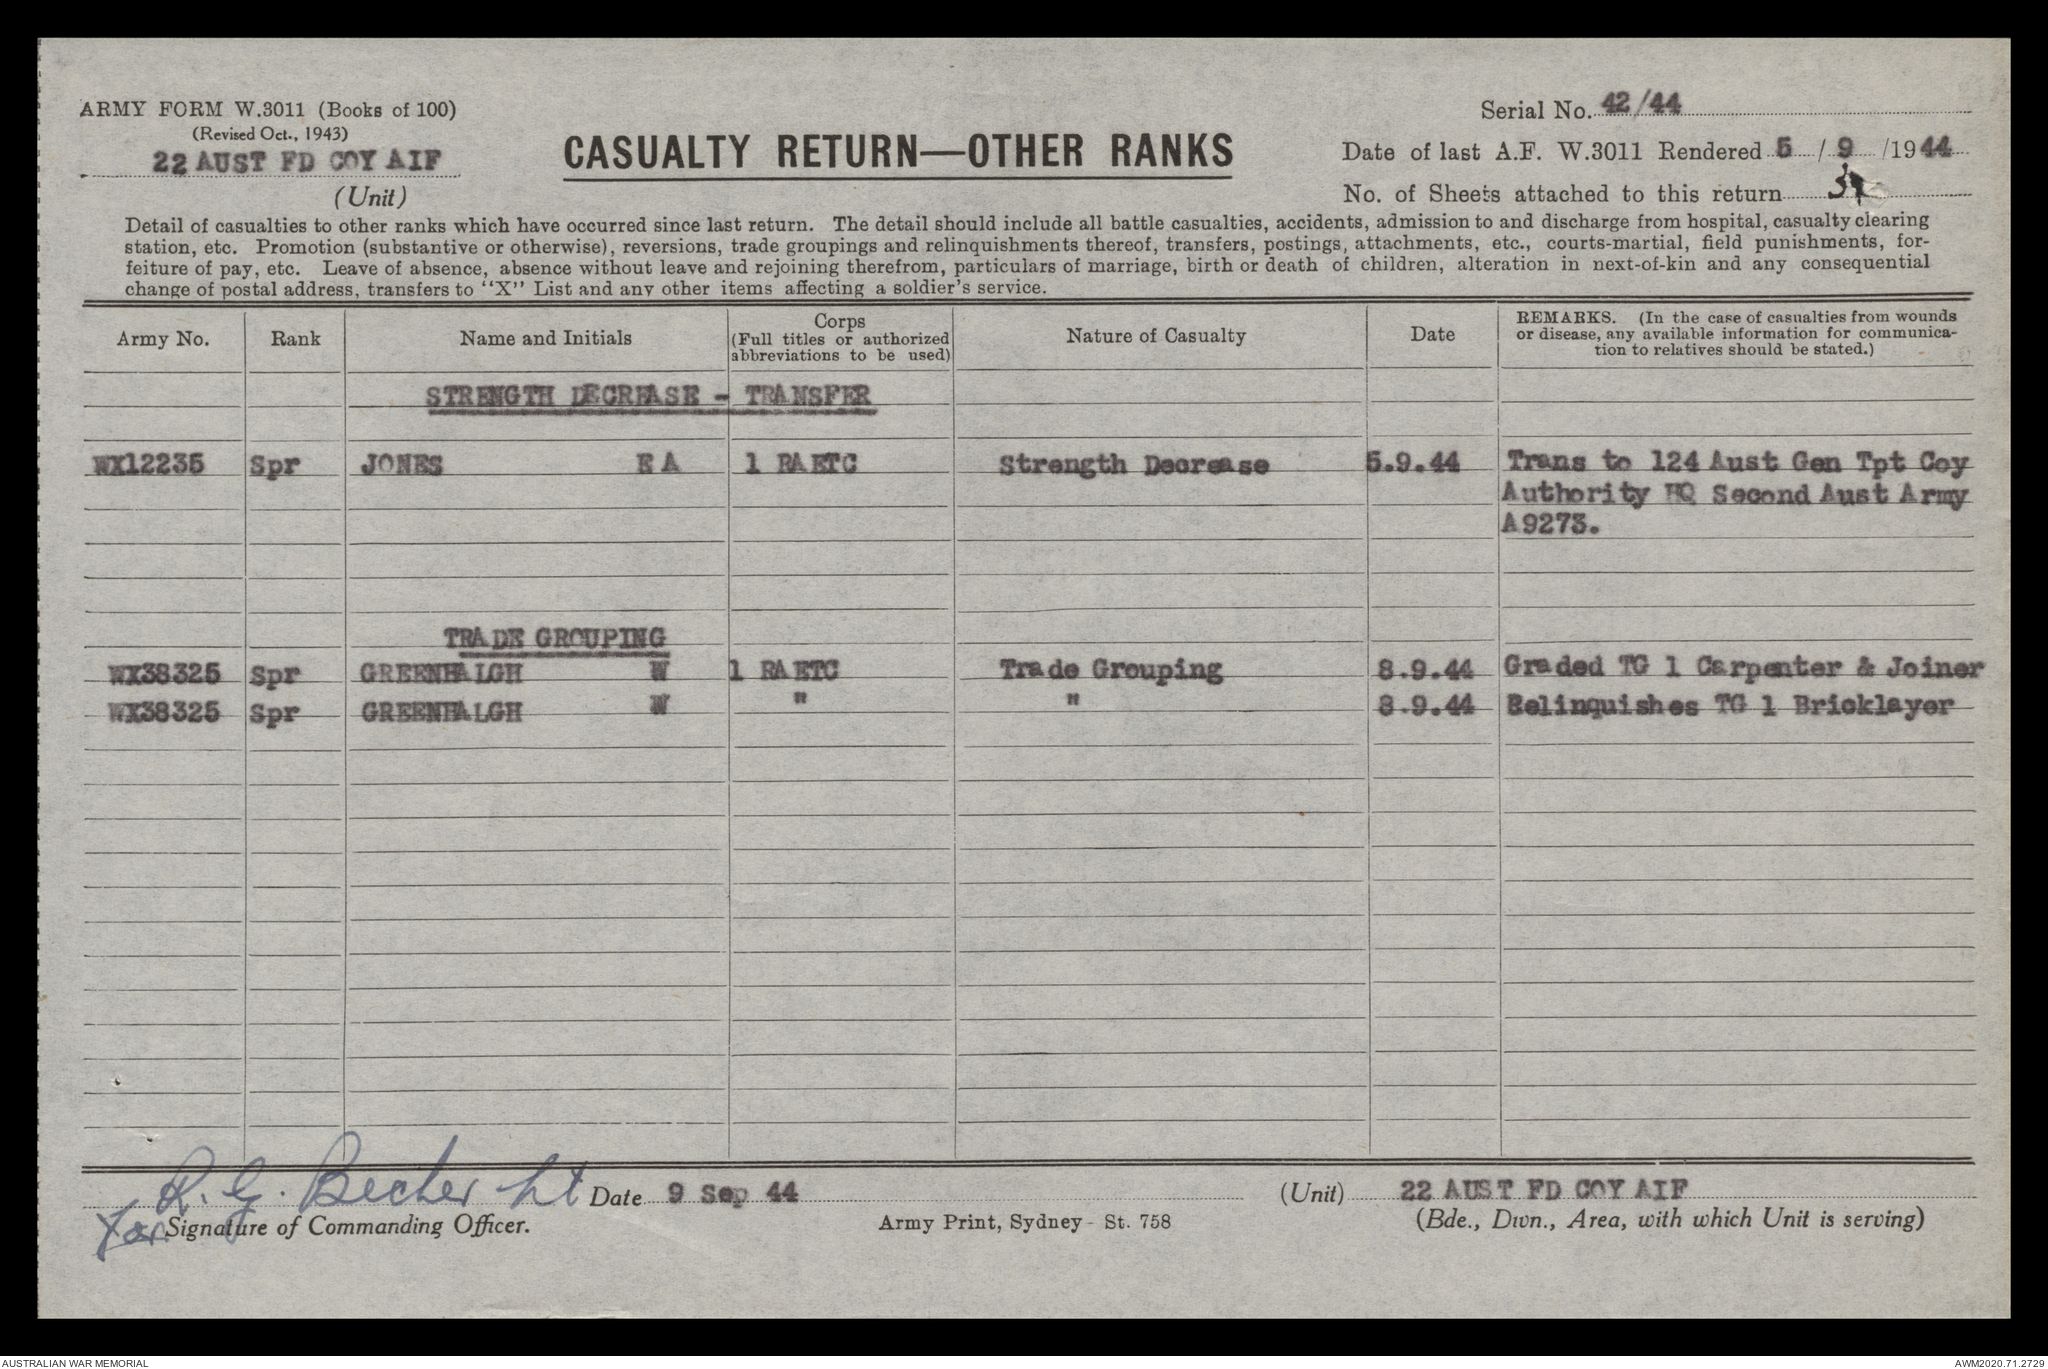 ARMY FORM W.3011 (Books of 100)
(Revised Oct., 1943)
22 AUST FD COY AIF
(Unit)
CASUALTY RETURN—OTHER RANKS
Serial No. 42/44
Date of last A.F. W.3011 Rendered 5 / 9 /1944
No. of Sheets attached to this return
Detail of casualties to other ranks which have occurred since last return. The detail should include all battle casualties, accidents, admission to and discharge from hospital, casualty clearing
station, etc. Promotion (substantive or otherwise), reversions, trade groupings and relinquishments thereof, transfers, postings, attachments, etc., courts-martial, field punishments, for-
feiture of pay, etc. Leave of absence, absence without leave and rejoining therefrom, particulars of marriage, birth or death of children, alteration in next-of-kin and any consequential
change of postal address, transfers to "X" List and any other items affecting a soldier's service.
Army No. Rank Name and Initials Corps (Full titles or authorized abbreviations to be used) Nature of Casualty Date REMARKS. (In the case of casualties from wounds or disease, any available information for communica- tion to relatives should be stated.)
STRENGTH DECREASE - TRANSFER
WX12235 Spr JONES E A 1 RAETC Strength Decrease 5.9.44 Trans to 124 Aust Gen Tpt Coy
Authority HQ Second Aust Army
A9273.
TRADE GROUPING
WX38325 Spr GREENHALGH W 1 RAETC Trade Grouping 8.9.44 Graded TG 1 Carpenter & Joiner
WX38325 Spr GREENHALGH W " " 8.9.44 Relinquishes TG 1 Bricklayer
R. G. Becher Lt Date 9 Sep 44 (Unit) 22 AUST FD COY AIF
for Signature of Commanding Officer. Army Print, Sydney - St. 758 (Bde., Divn., Area, with which Unit is serving)
AUSTRALIAN WAR MEMORIAL AWM2020.71.2729